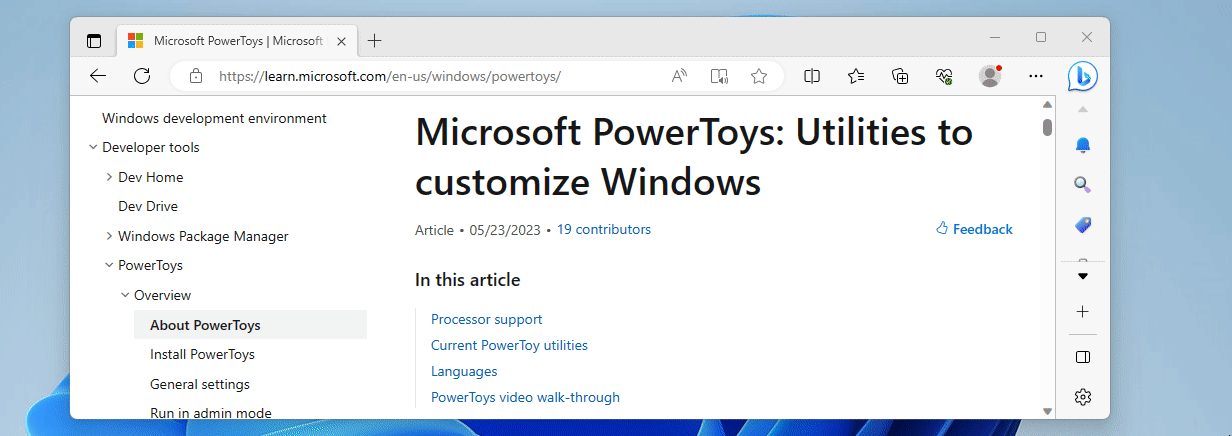 Microsoft PowerToys | Microsoft
https://learn.microsoft.com/en-us/windows/powertoys/
Windows development environment
Developer tools
Dev Home
Dev Drive
Windows Package Manager
PowerToys
Overview
About PowerToys
Install PowerToys
General settings
Run in admin mode
Microsoft PowerToys: Utilities to
customize Windows
Article • 05/23/2023 • 19 contributors
Feedback
In this article
Processor support
Current PowerToy utilities
Languages
PowerToys video walk-through